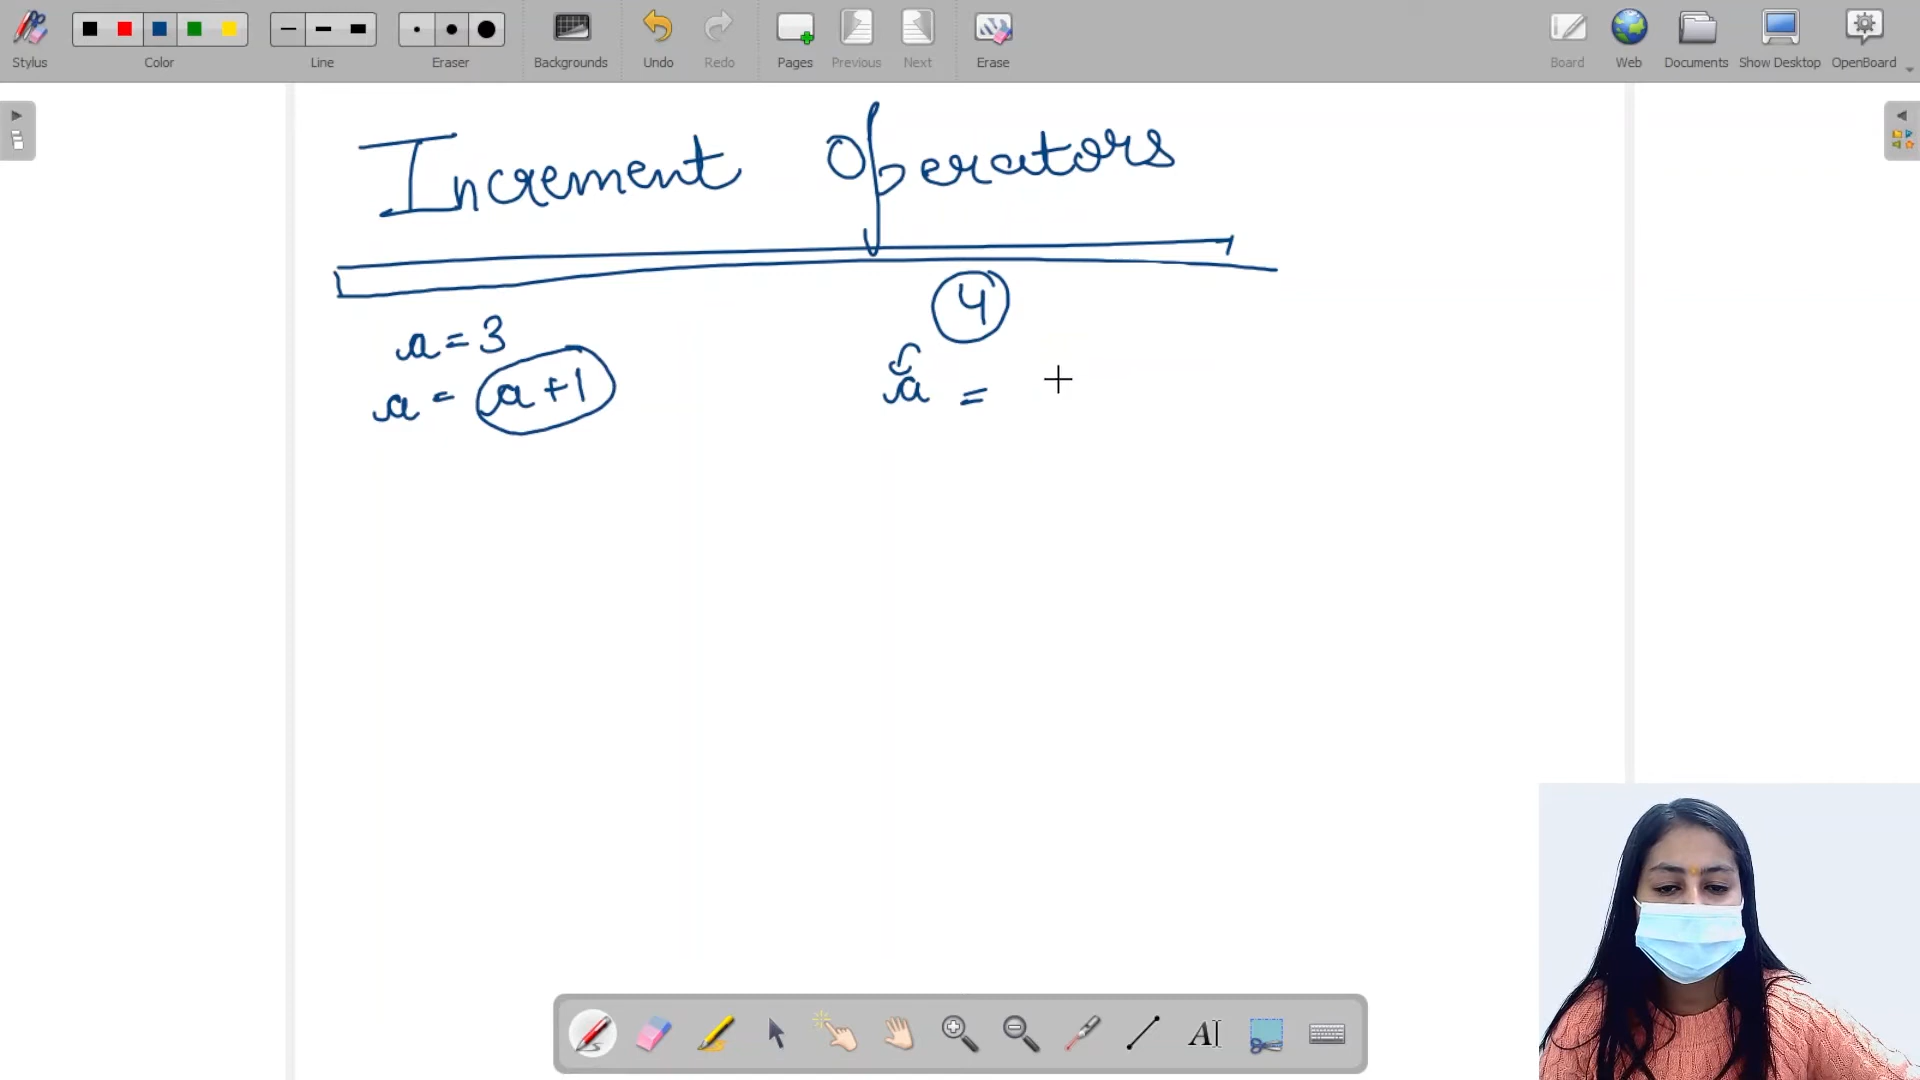 Stylus Color Line Eraser Backgrounds Undo Redo Pages Previous Next Erase Board Web Documents Show Desktop OpenBoard
Increment Operators
4
a = 3
a = a + 1
a =
A